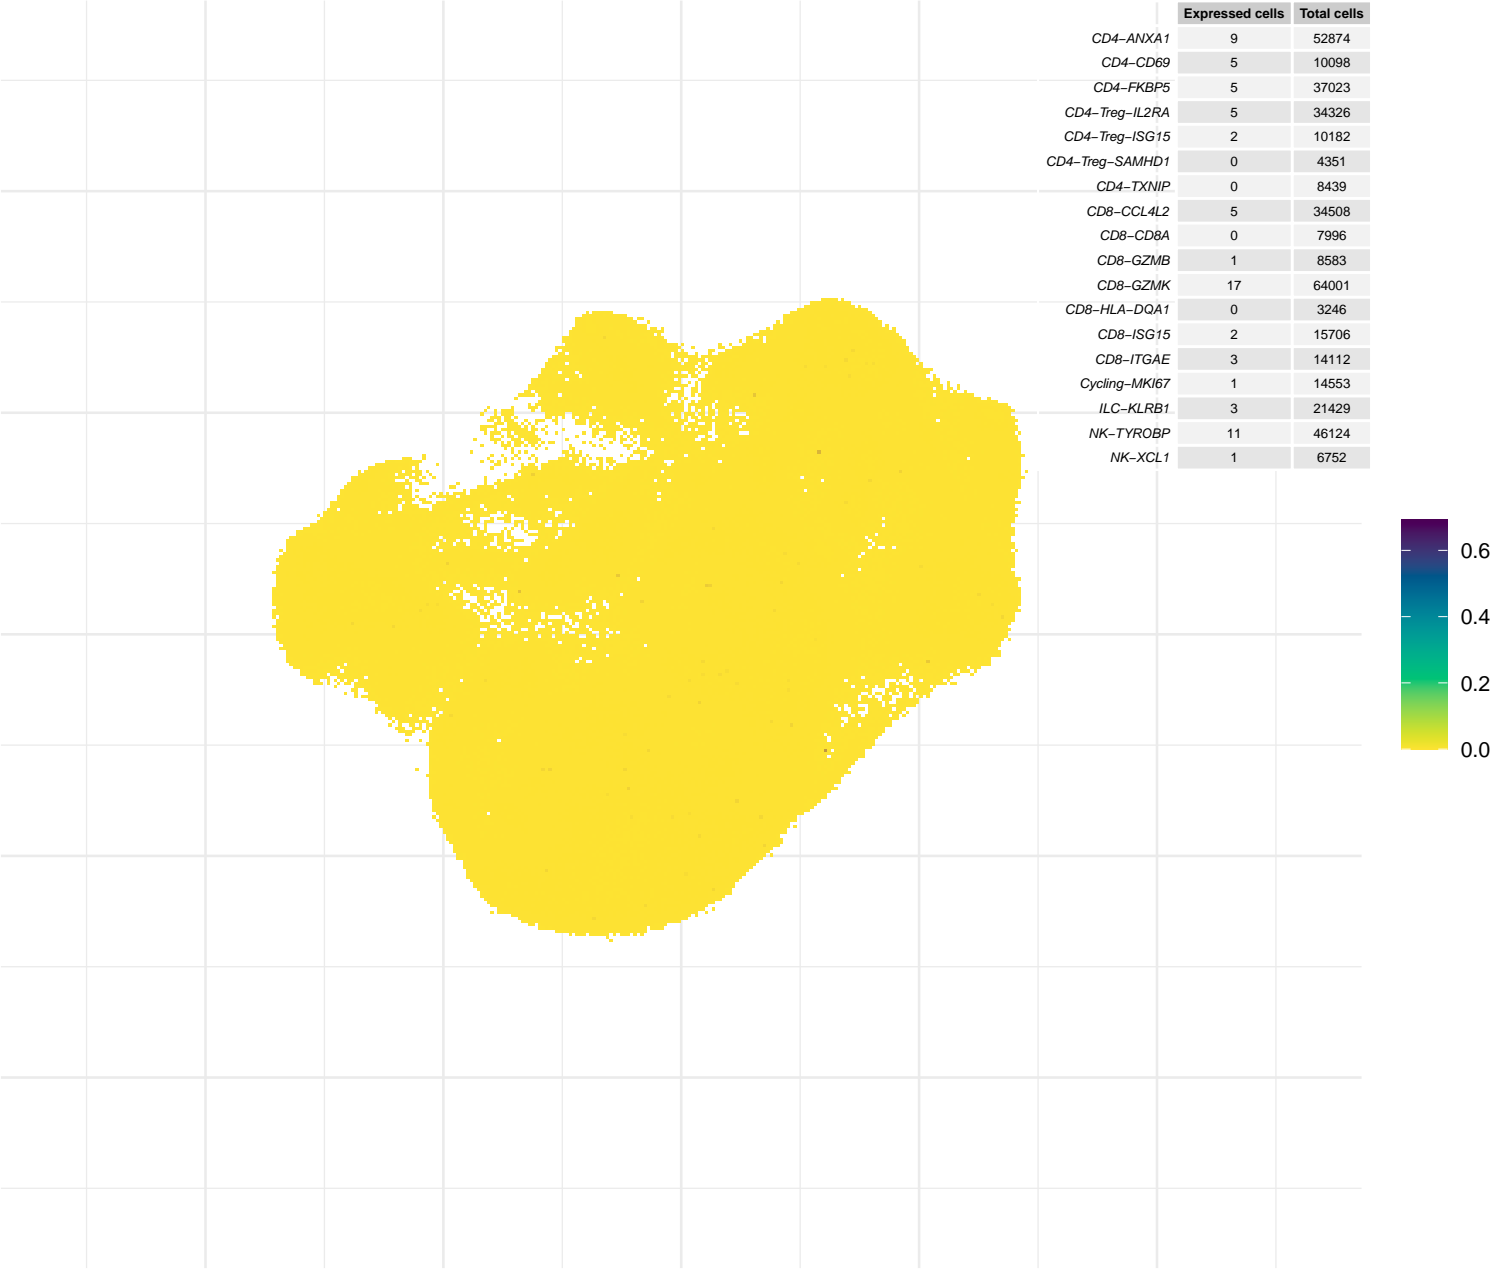 Expressed cells Total cells
CD4−ANXA1 9 52874
CD4−CD69 5 10098
CD4−FKBP5 5 37023
CD4−Treg−IL2RA 5 34326
CD4−Treg−ISG15 2 10182
CD4−Treg−SAMHD1 0 4351
CD4−TXNIP 0 8439
CD8−CCL4L2 5 34508
CD8−CD8A 0 7996
CD8−GZMB 1 8583
CD8−GZMK 17 64001
CD8−HLA−DQA1 0 3246
CD8−ISG15 2 15706
CD8−ITGAE 3 14112
Cycling−MKI67 1 14553
ILC−KLRB1 3 21429
NK−TYROBP 11 46124
NK−XCL1 1 6752
0.6
0.4
0.2
0.0